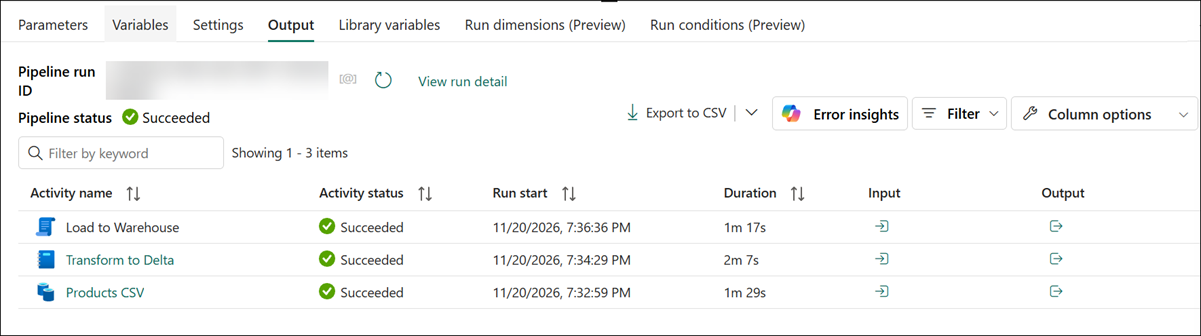 Parameters Variables Settings Output Library variables Run dimensions (Preview) Run conditions (Preview)
Pipeline run ID
View run detail
Pipeline status Succeeded
Export to CSV Error insights Filter Column options
Filter by keyword Showing 1 - 3 items
Activity name Activity status Run start Duration Input Output
Load to Warehouse Succeeded 11/20/2026, 7:36:36 PM 1m 17s
Transform to Delta Succeeded 11/20/2026, 7:34:29 PM 2m 7s
Products CSV Succeeded 11/20/2026, 7:32:59 PM 1m 29s